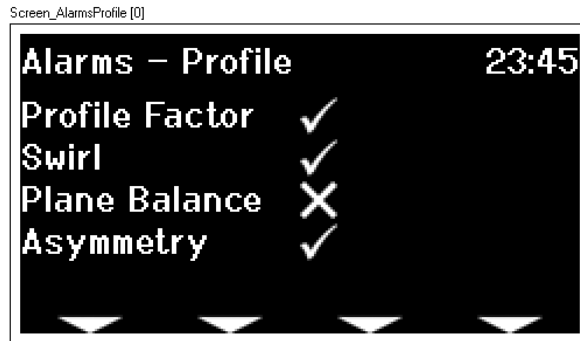 Screen_AlarmsProfile [0]
Alarms - Profile 23:45
Profile Factor ✓
Swirl ✓
Plane Balance ✕
Asymmetry ✓